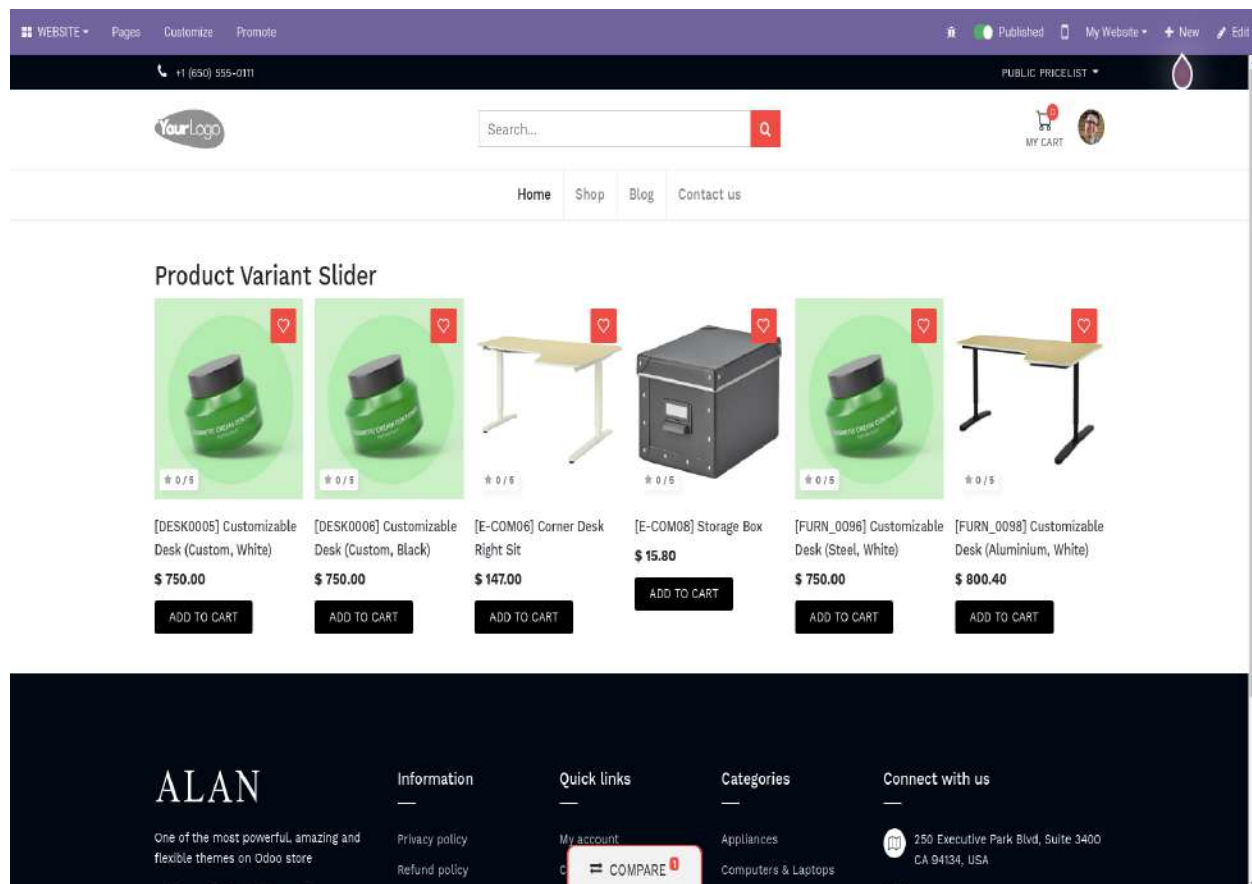 WEBSITE Pages Customize Promote Published My Website + New Edit
+1 (650) 555-0111 PUBLIC PRICELIST
YourLogo Search... 0
MY CART
Home Shop Blog Contact us
Product Variant Slider
0 / 5 0 / 5 0 / 5 0 / 5 0 / 5 0 / 5
[DESK0005] Customizable
Desk (Custom, White)
$ 750.00
ADD TO CART
[DESK0006] Customizable
Desk (Custom, Black)
$ 750.00
ADD TO CART
[E-COM06] Corner Desk
Right Sit
$ 147.00
ADD TO CART
[E-COM08] Storage Box
$ 15.80
ADD TO CART
[FURN_0096] Customizable
Desk (Steel, White)
$ 750.00
ADD TO CART
[FURN_0098] Customizable
Desk (Aluminium, White)
$ 800.40
ADD TO CART
ALAN
One of the most powerful, amazing and
flexible themes on Odoo store
Information
Privacy policy
Refund policy
Quick links
My account
Categories
Appliances
Computers & Laptops
Connect with us
250 Executive Park Blvd, Suite 3400
CA 94134, USA
COMPARE 1